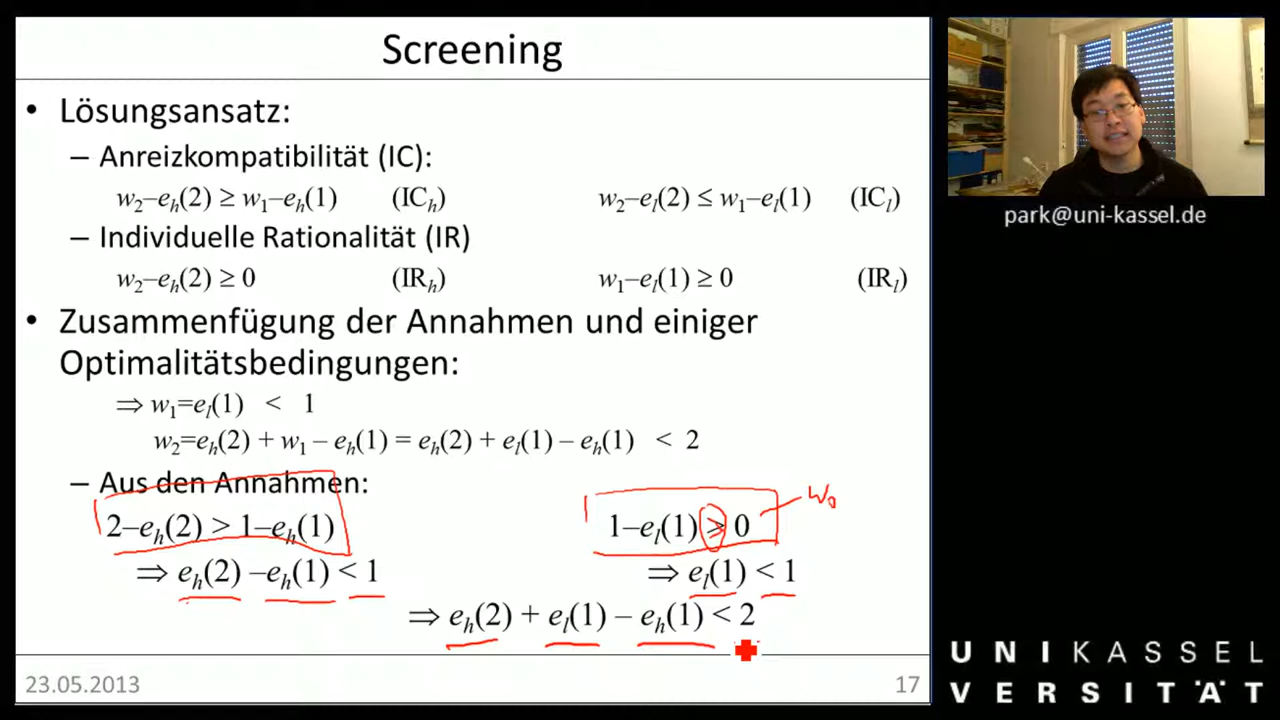 Screening
• Lösungsansatz:
– Anreizkompatibilität (IC):
w₂–eₕ(2) ≥ w₁–eₕ(1) (ICₕ) w₂–eₗ(2) ≤ w₁–eₗ(1) (ICₗ)
– Individuelle Rationalität (IR)
w₂–eₕ(2) ≥ 0 (IRₕ) w₁–eₗ(1) ≥ 0 (IRₗ)
• Zusammenfügung der Annahmen und einiger
Optimalitätsbedingungen:
⇒ w₁=eₗ(1) < 1
w₂=eₕ(2) + w₁ – eₕ(1) = eₕ(2) + eₗ(1) – eₕ(1) < 2
– Aus den Annahmen:
w₀
2–eₕ(2) > 1–eₕ(1) 1–eₗ(1) > 0
⇒ eₕ(2) –eₕ(1) < 1 ⇒ eₗ(1) < 1
⇒ eₕ(2) + eₗ(1) – eₕ(1) < 2
23.05.2013 17
park@uni-kassel.de
UNIKASSEL
VERSITÄT